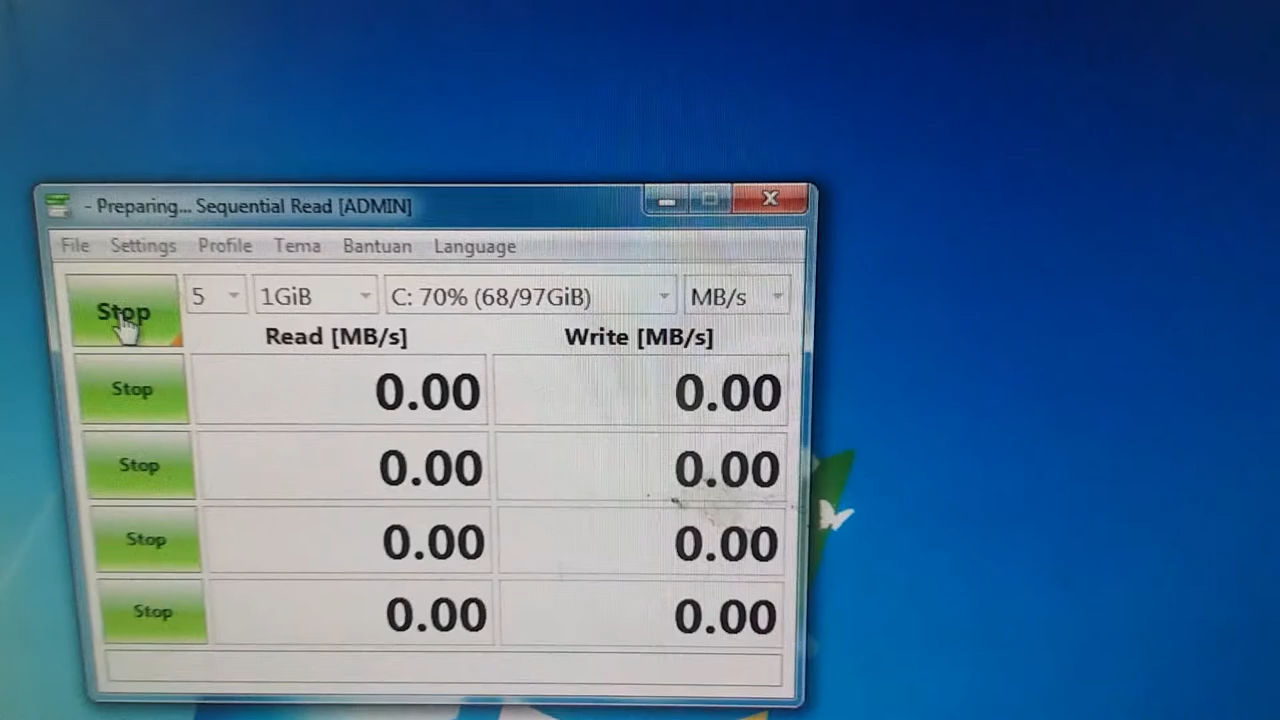 - Preparing... Sequential Read [ADMIN]
File Settings Profile Tema Bantuan Language
Stop 5 1GiB C: 70% (68/97GiB) MB/s
Read [MB/s] Write [MB/s]
Stop 0.00 0.00
Stop 0.00 0.00
Stop 0.00 0.00
Stop 0.00 0.00